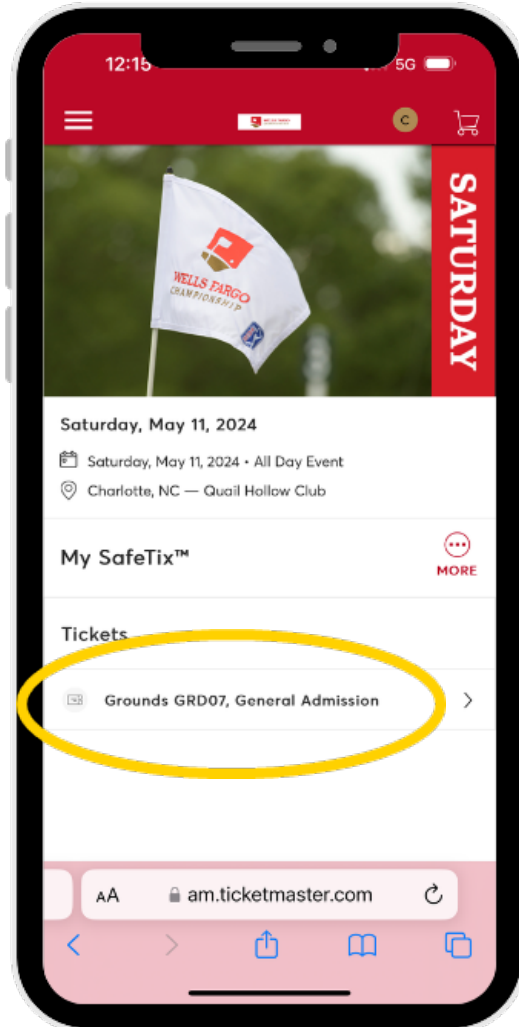 12:15
5G
C
WELLS FARGO
CHAMPIONSHIP
SATURDAY
Saturday, May 11, 2024
Saturday, May 11, 2024 • All Day Event
Charlotte, NC — Quail Hollow Club
My SafeTix™
MORE
Tickets
Grounds GRD07, General Admission
AA
am.ticketmaster.com